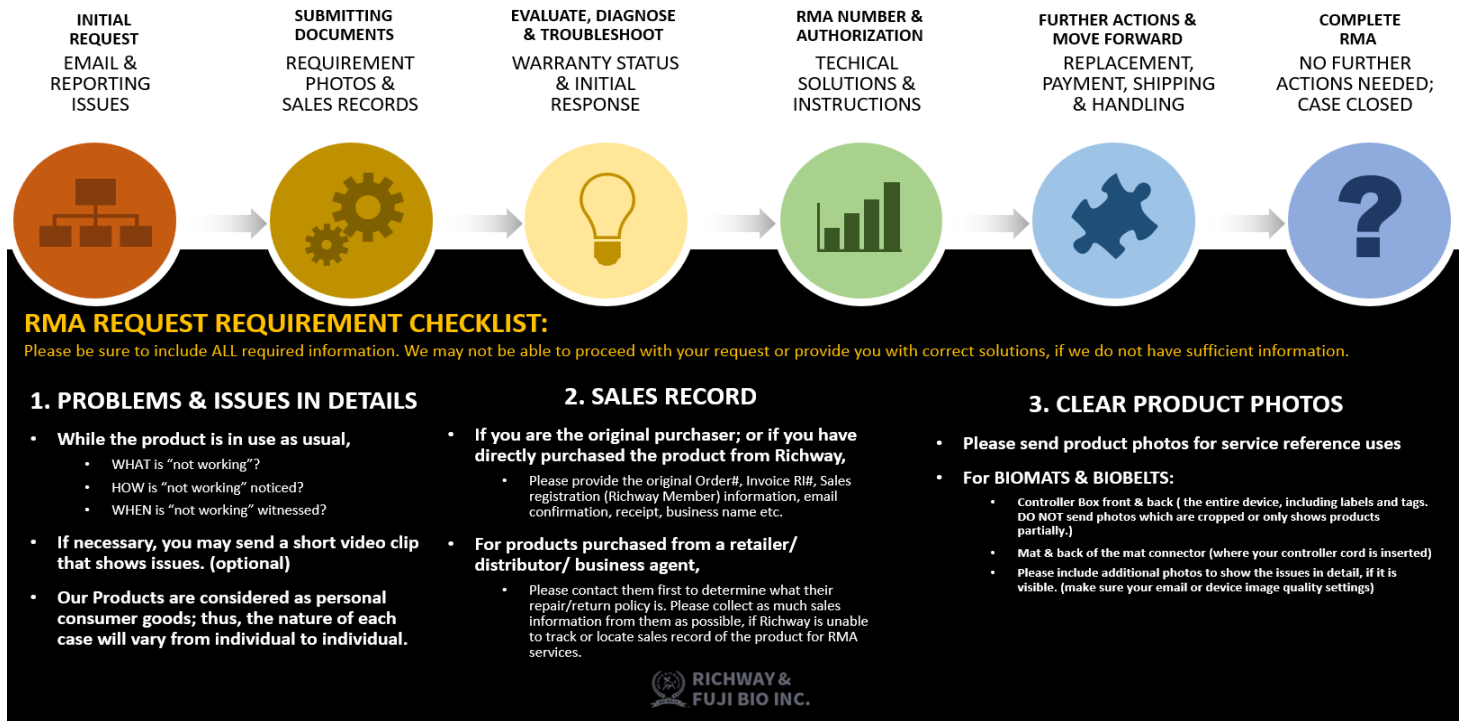 INITIAL
REQUEST
EMAIL &
REPORTING
ISSUES
SUBMITTING
DOCUMENTS
REQUIREMENT
PHOTOS &
SALES RECORDS
EVALUATE, DIAGNOSE
& TROUBLESHOOT
WARRANTY STATUS
& INITIAL
RESPONSE
RMA NUMBER &
AUTHORIZATION
TECHICAL
SOLUTIONS &
INSTRUCTIONS
FURTHER ACTIONS &
MOVE FORWARD
REPLACEMENT,
PAYMENT, SHIPPING
& HANDLING
COMPLETE
RMA
NO FURTHER
ACTIONS NEEDED;
CASE CLOSED
?
RMA REQUEST REQUIREMENT CHECKLIST:
Please be sure to include ALL required information. We may not be able to proceed with your request or provide you with correct solutions, if we do not have sufficient information.
1. PROBLEMS & ISSUES IN DETAILS
• While the product is in use as usual,
• WHAT is “not working”?
• HOW is “not working” noticed?
• WHEN is “not working” witnessed?
• If necessary, you may send a short video clip
that shows issues. (optional)
• Our Products are considered as personal
consumer goods; thus, the nature of each
case will vary from individual to individual.
2. SALES RECORD
• If you are the original purchaser; or if you have
directly purchased the product from Richway,
• Please provide the original Order#, Invoice RI#, Sales
registration (Richway Member) information, email
confirmation, receipt, business name etc.
• For products purchased from a retailer/
distributor/ business agent,
• Please contact them first to determine what their
repair/return policy is. Please collect as much sales
information from them as possible, if Richway is unable
to track or locate sales record of the product for RMA
services.
3. CLEAR PRODUCT PHOTOS
• Please send product photos for service reference uses
• For BIOMATS & BIOBELTS:
• Controller Box front & back ( the entire device, including labels and tags.
DO NOT send photos which are cropped or only shows products
partially.)
• Mat & back of the mat connector (where your controller cord is inserted)
• Please include additional photos to show the issues in detail, if it is
visible. (make sure your email or device image quality settings)
RICHWAY &
FUJI BIO INC.